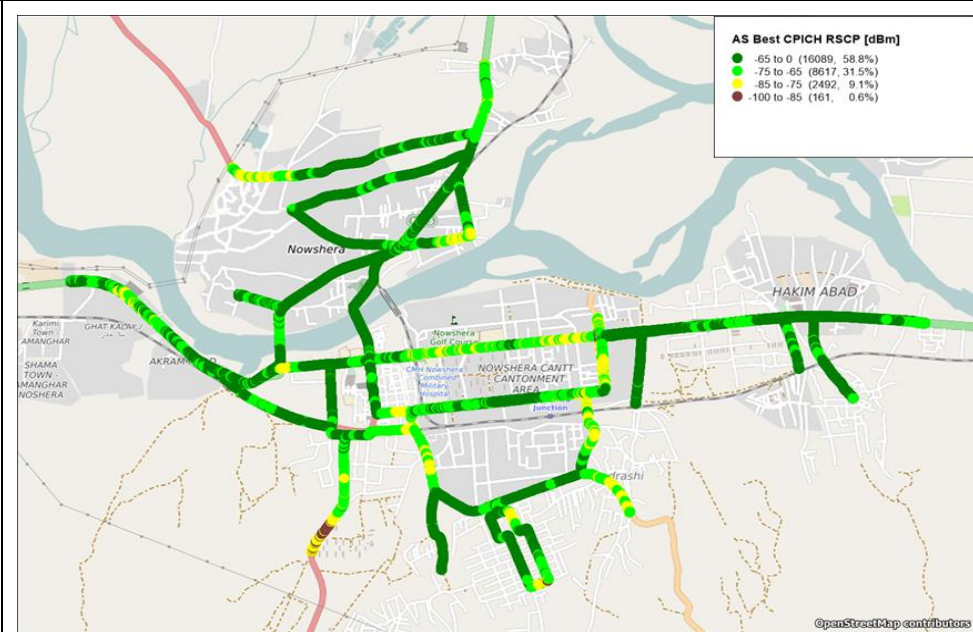 AS Best CPICH RSCP [dBm]
-65 to 0 (16089, 58.8%)
-75 to -65 (8617, 31.5%)
-85 to -75 (2492, 9.1%)
-100 to -85 (161, 0.6%)
Nowshera
HAKIM ABAD
Karimi
Town -
AMANGHAR
GHAT KALAY
Nowshera
Golf Course
SHAMA
TOWN -
AMANGHAR
NOSHERA
CMH Nowshera
Combined
Military
Hospital
NOWSHERA CANTT
CANTONMENT
AREA
Junction
OpenStreetMap contributors